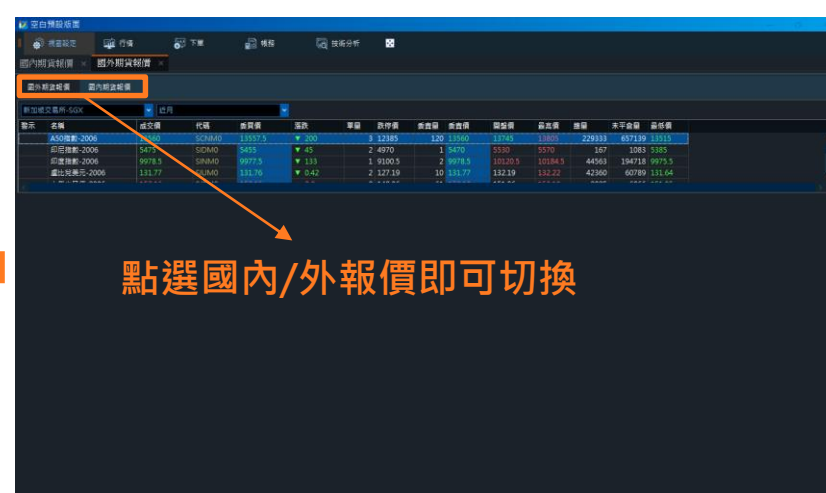 空白預設版面
視窗設定 行情 下單 帳務 技術分析
國內期貨報價 × 國外期貨報價 ×
國外期貨報價 國內期貨報價
新加坡交易所-SGX 近月
警示 名稱 成交價 代碼 委買價 漲跌 單量 跌停價 委買量 委賣價 開盤價 最高價 總量 未平倉量 最低價
A50指數-2006 13560 SCNM0 13557.5 ▼ 200 3 12385 120 13560 13745 13805 229333 657139 13515
印尼指數-2006 5475 SIDM0 5455 ▼ 45 2 4970 1 5470 5530 5570 167 1083 5385
印度指數-2006 9978.5 SINM0 9977.5 ▼ 133 1 9100.5 2 9978.5 10120.5 10184.5 44563 194718 9975.5
盧比兌美元-2006 131.77 SIUM0 131.76 ▼ 0.42 2 127.19 10 131.77 132.19 132.22 42360 60789 131.64
點選國內/外報價即可切換